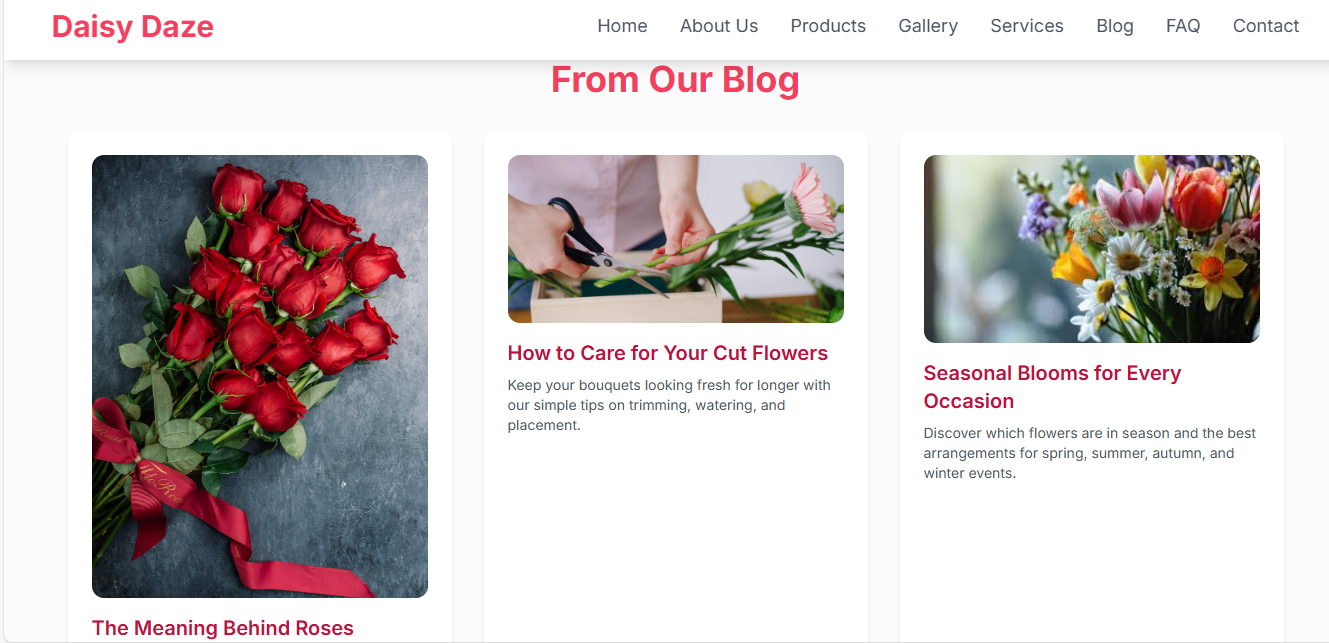 Daisy Daze
Home About Us Products Gallery Services Blog FAQ Contact
From Our Blog
The Meaning Behind Roses
How to Care for Your Cut Flowers
Keep your bouquets looking fresh for longer with
our simple tips on trimming, watering, and
placement.
Seasonal Blooms for Every
Occasion
Discover which flowers are in season and the best
arrangements for spring, summer, autumn, and
winter events.